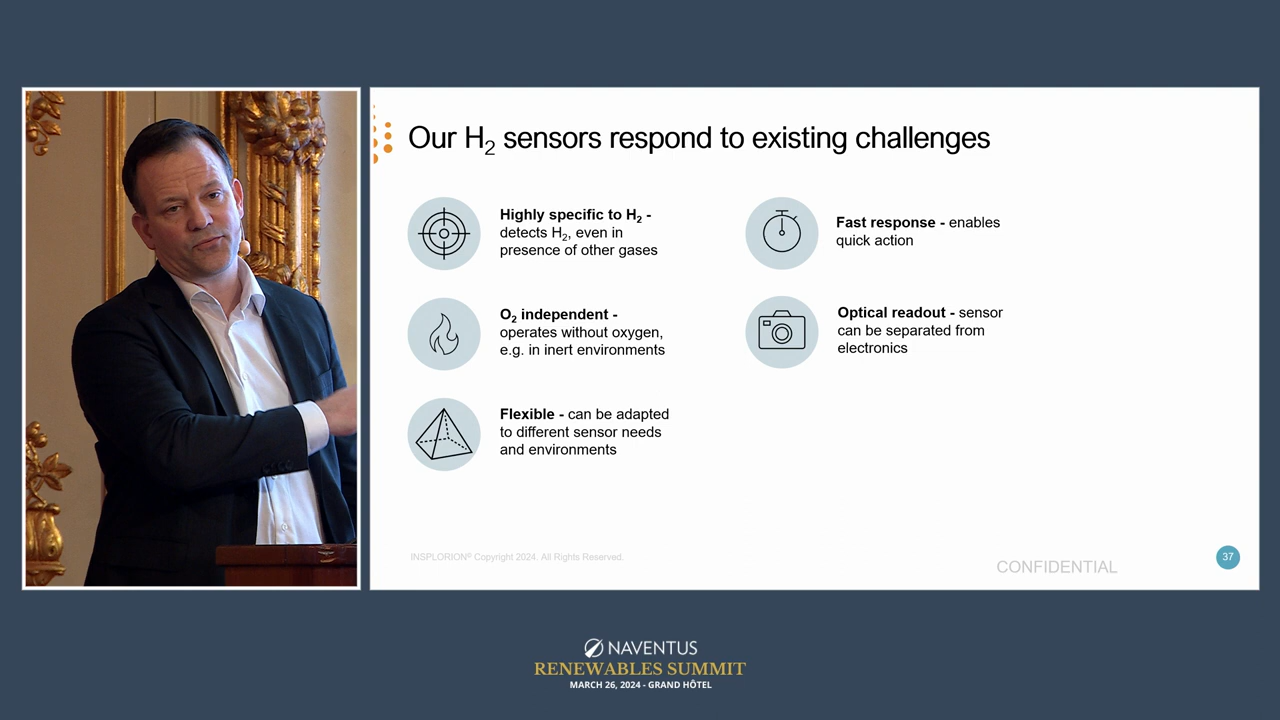 Our H₂ sensors respond to existing challenges
Highly specific to H₂ -
detects H₂, even in
presence of other gases
O₂ independent -
operates without oxygen,
e.g. in inert environments
Flexible - can be adapted
to different sensor needs
and environments
Fast response - enables
quick action
Optical readout - sensor
can be separated from
electronics
INSPLORION© Copyright 2024. All Rights Reserved.
CONFIDENTIAL
37
NAVENTUS
RENEWABLES SUMMIT
MARCH 26, 2024 - GRAND HÔTEL